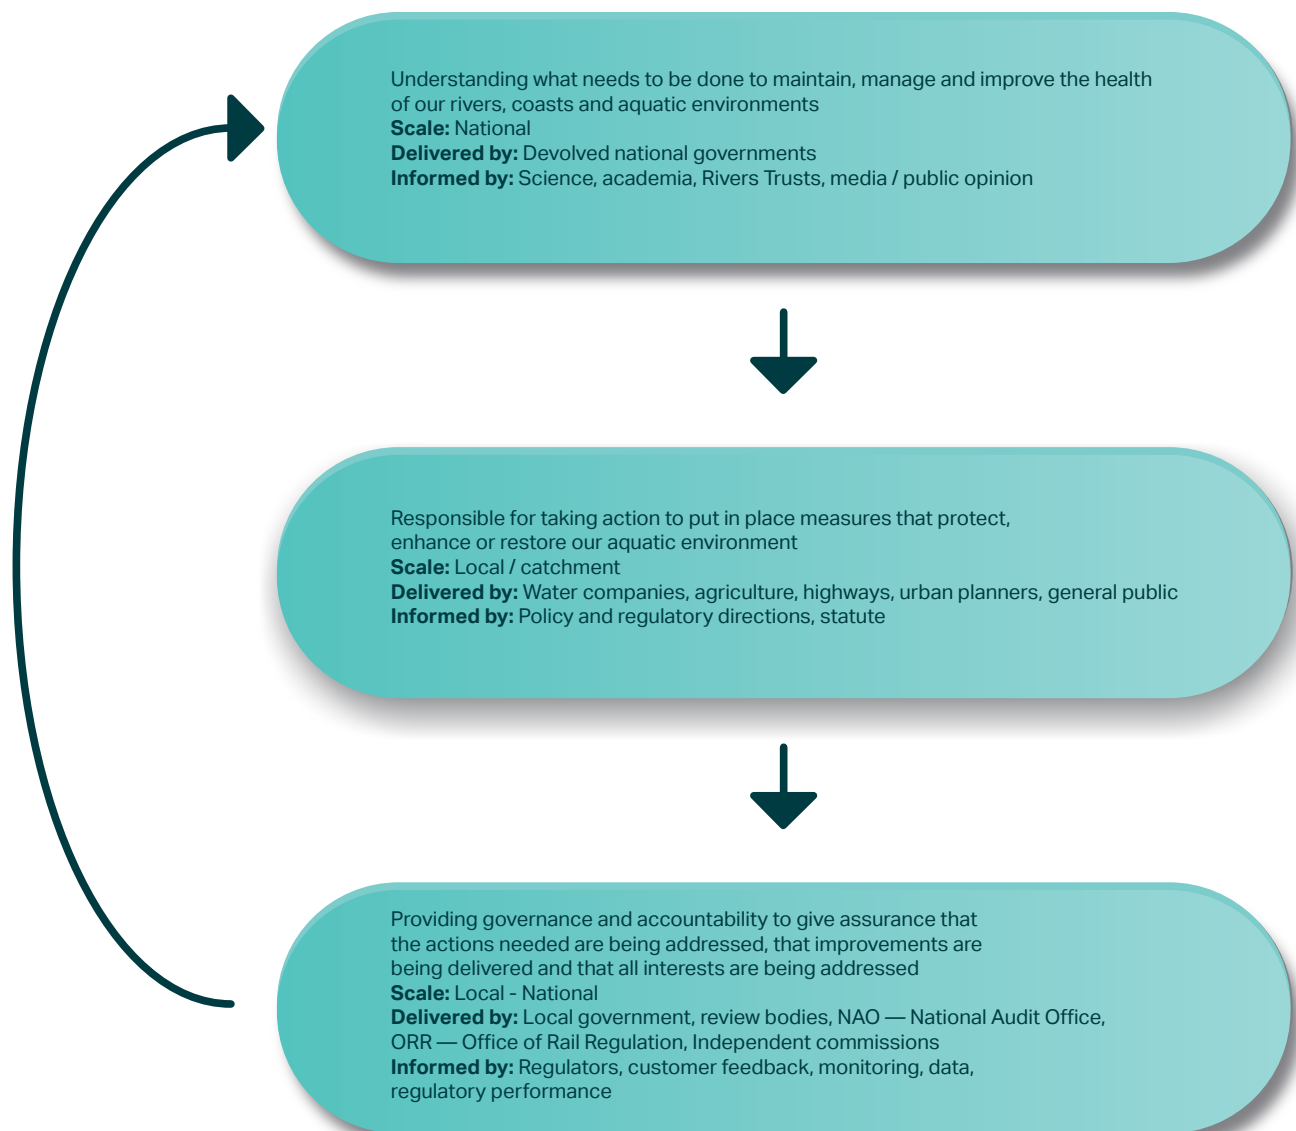 Understanding what needs to be done to maintain, manage and improve the health
of our rivers, coasts and aquatic environments
Scale: National
Delivered by: Devolved national governments
Informed by: Science, academia, Rivers Trusts, media / public opinion
Responsible for taking action to put in place measures that protect,
enhance or restore our aquatic environment
Scale: Local / catchment
Delivered by: Water companies, agriculture, highways, urban planners, general public
Informed by: Policy and regulatory directions, statute
Providing governance and accountability to give assurance that
the actions needed are being addressed, that improvements are
being delivered and that all interests are being addressed
Scale: Local - National
Delivered by: Local government, review bodies, NAO — National Audit Office,
ORR — Office of Rail Regulation, Independent commissions
Informed by: Regulators, customer feedback, monitoring, data,
regulatory performance